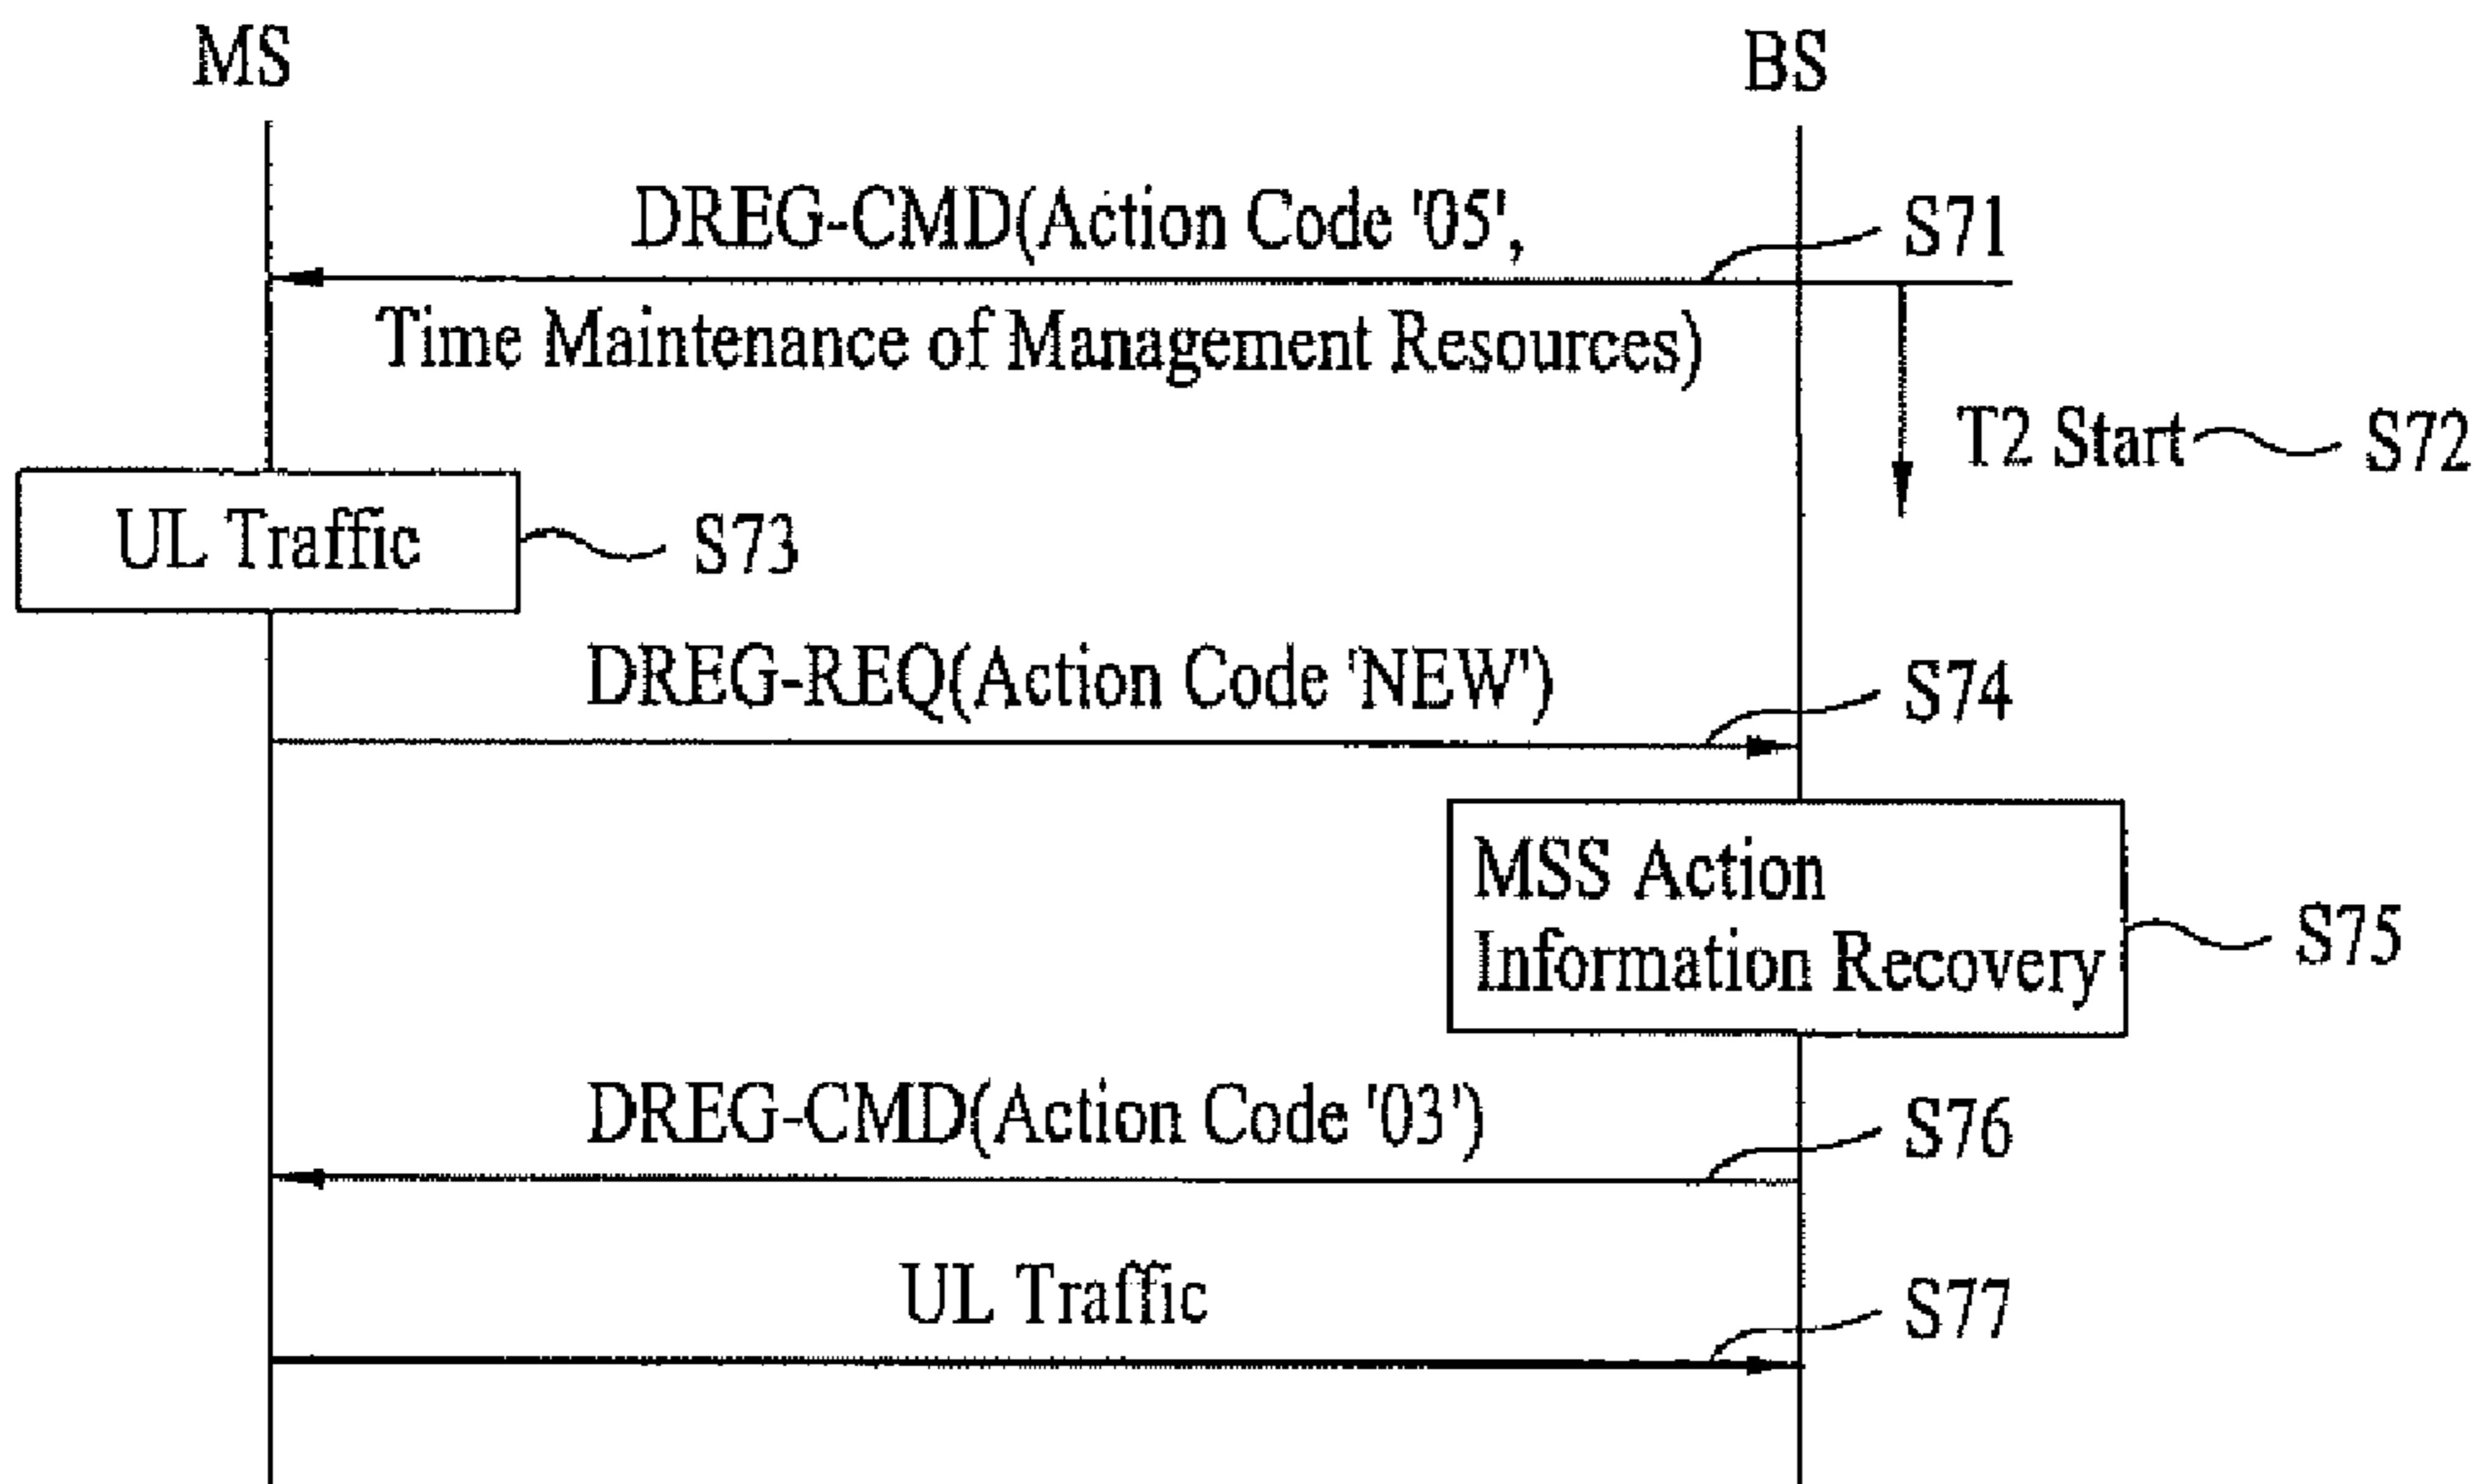 MS
BS
DREG-CMD(Action Code '05',
S71
Time Maintenance of Management Resources)
T2 Start
S72
UL Traffic
S73
DREG-REQ(Action Code 'NEW')
S74
MSS Action
Information Recovery
S75
DREG-CMD(Action Code '03')
S76
UL Traffic
S77